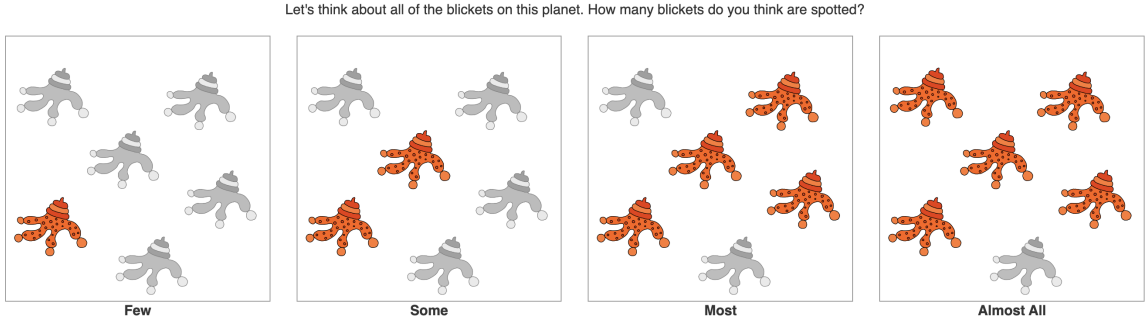 Let's think about all of the blickets on this planet. How many blickets do you think are spotted?
Few
Some
Most
Almost All